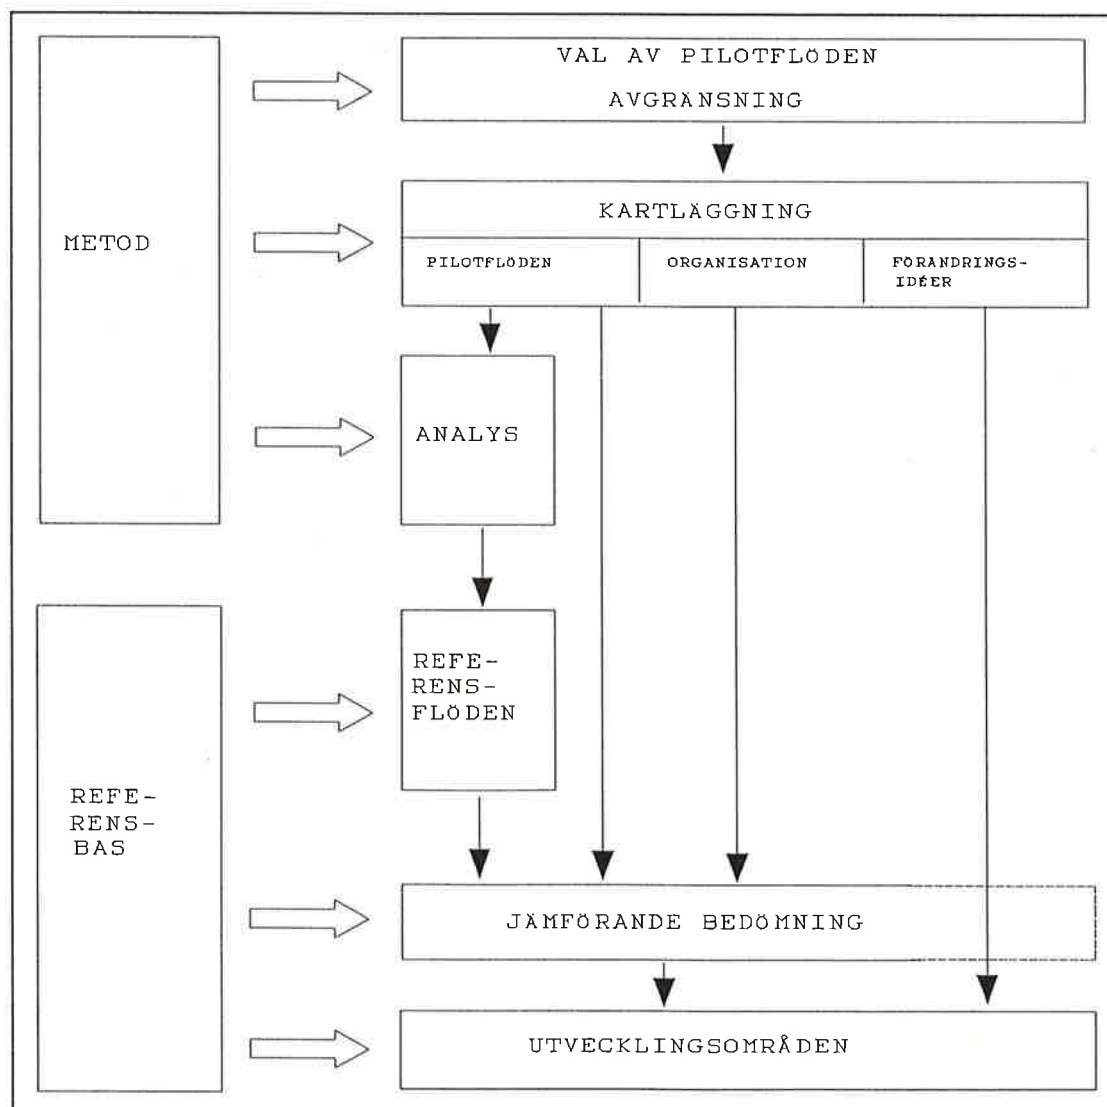 VAL AV PILOTFLÖDEN
AVGRÄNSNING
METOD
KARTLÄGGNING
PILOTFLÖDEN
ORGANISATION
FÖRÄNDRINGS-
IDÉER
ANALYS
REFE-
RENS-
FLÖDEN
REFE-
RENS-
BAS
JÄMFÖRANDE BEDÖMNING
UTVECKLINGSOMRÅDEN